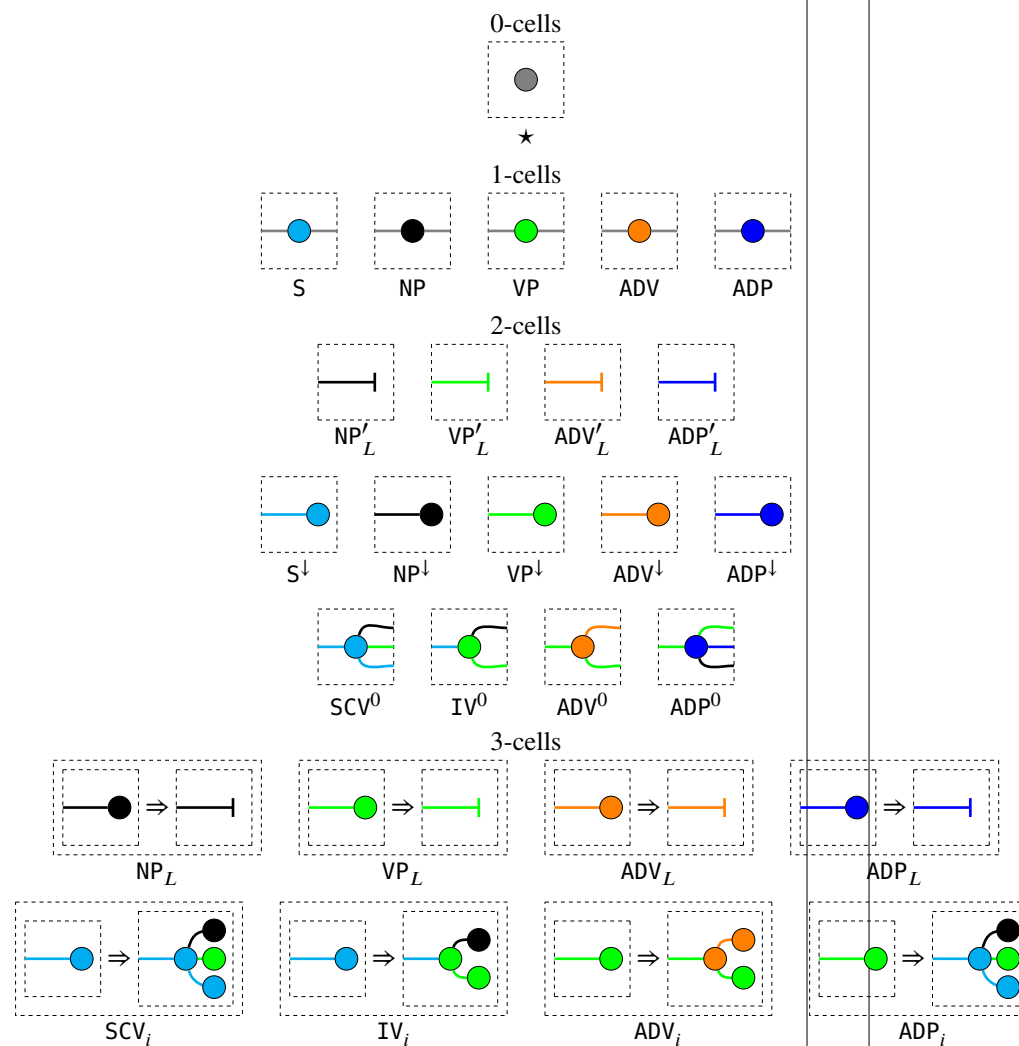 0-cells
⋆
1-cells
S NP VP ADV ADP
2-cells
NP′_L VP′_L ADV′_L ADP′_L
S↓ NP↓ VP↓ ADV↓ ADP↓
SCV⁰ IV⁰ ADV⁰ ADP⁰
3-cells
⇒ ⇒ ⇒ ⇒
NP_L VP_L ADV_L ADP_L
⇒ ⇒ ⇒ ⇒
SCV_i IV_i ADV_i ADP_i